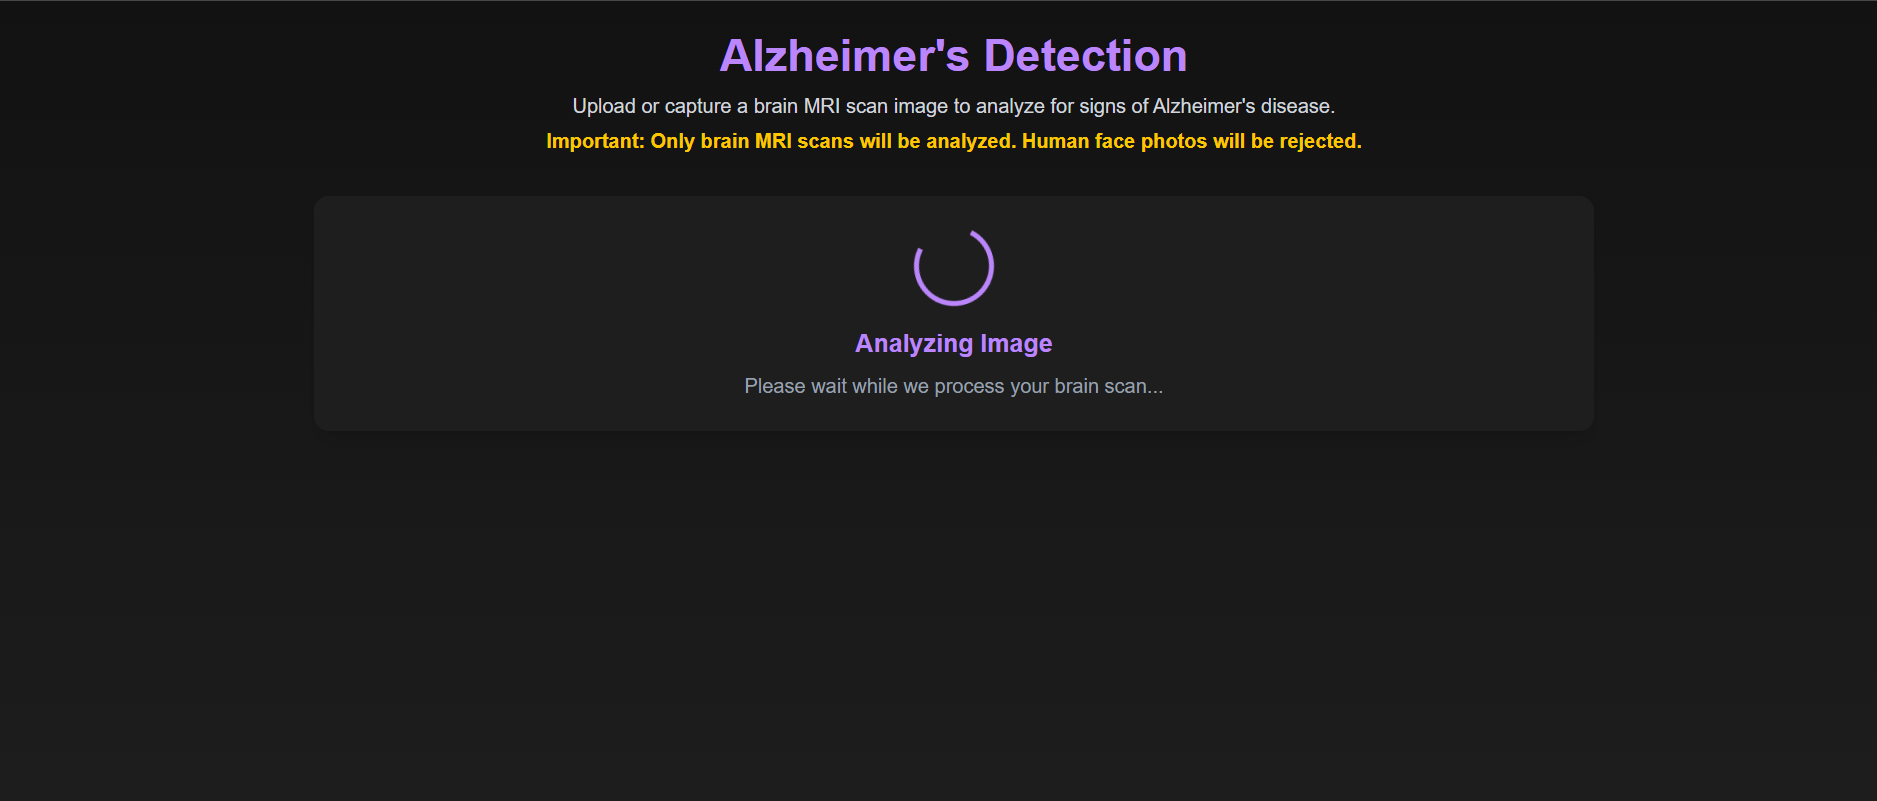 Alzheimer's Detection
Upload or capture a brain MRI scan image to analyze for signs of Alzheimer's disease.
Important: Only brain MRI scans will be analyzed. Human face photos will be rejected.
Analyzing Image
Please wait while we process your brain scan...